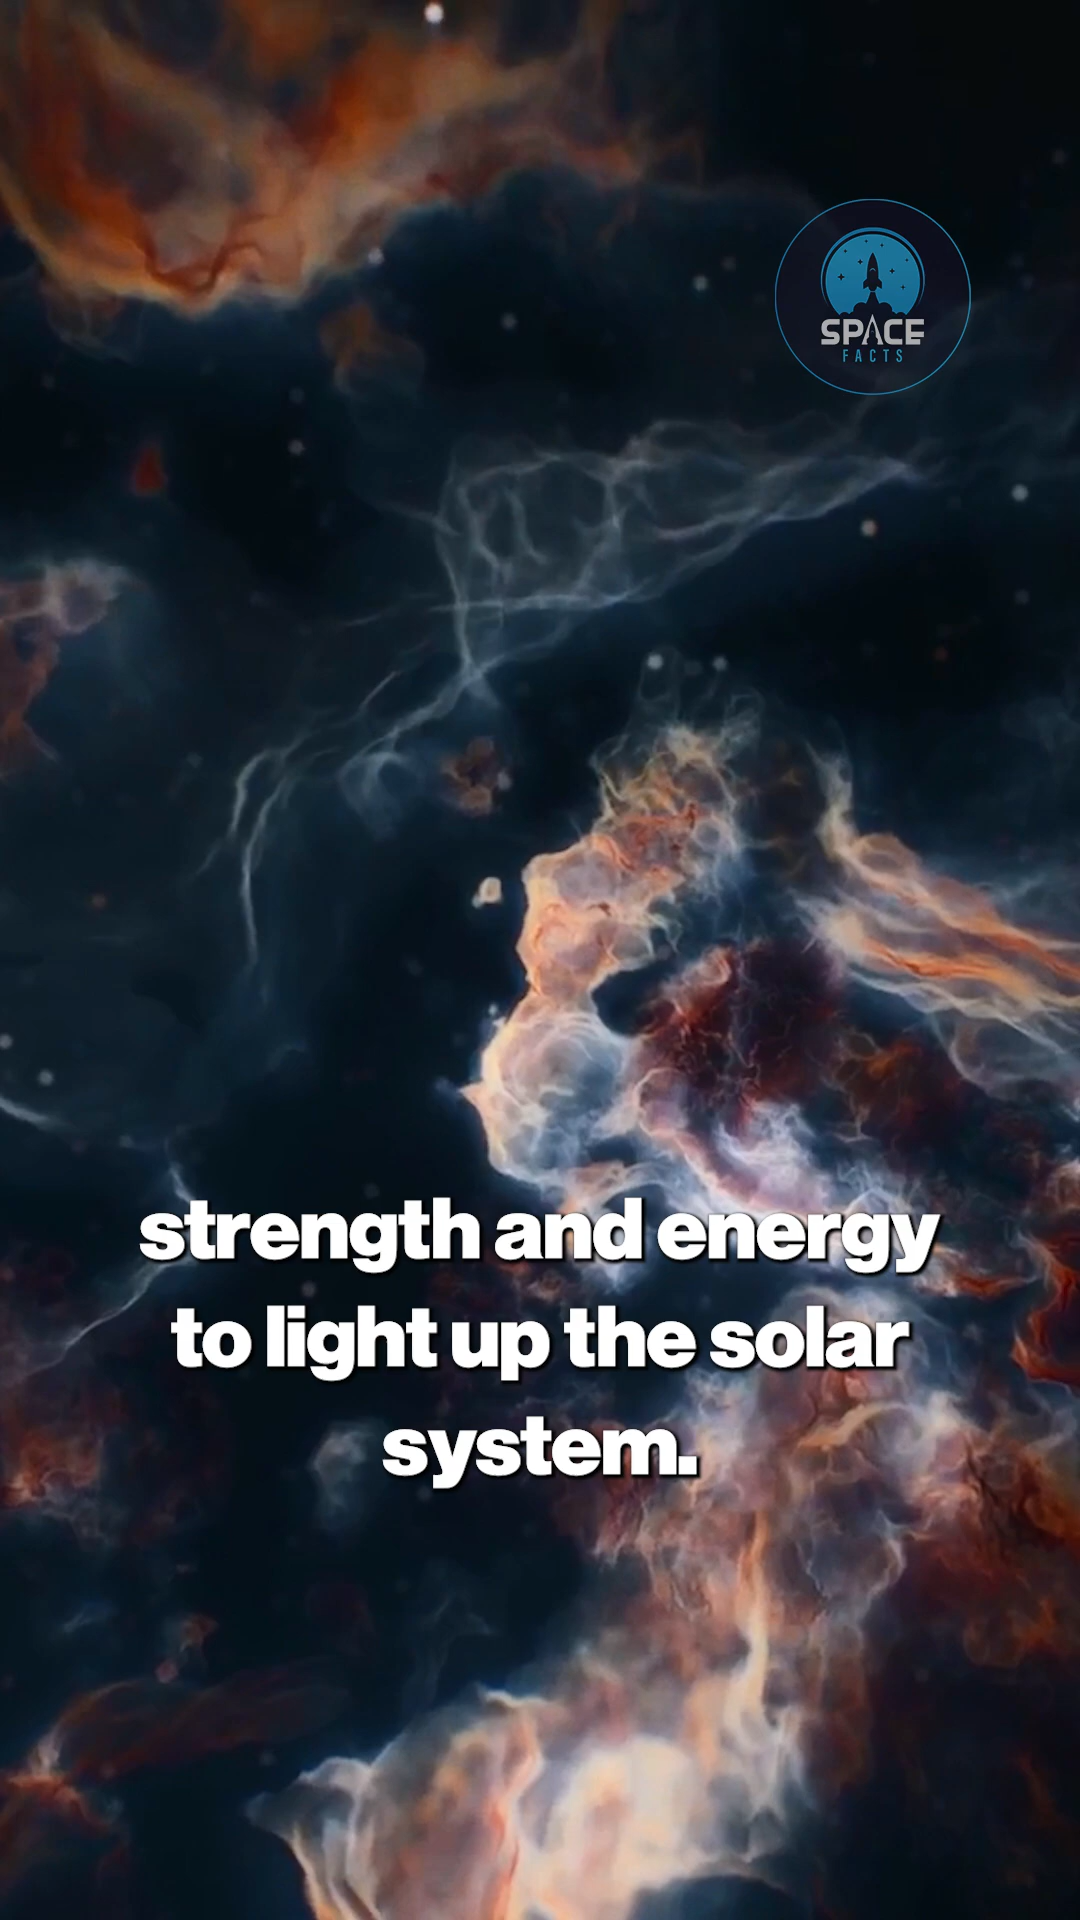 SPACE
FACTS
strength and energy
to light up the solar
system.